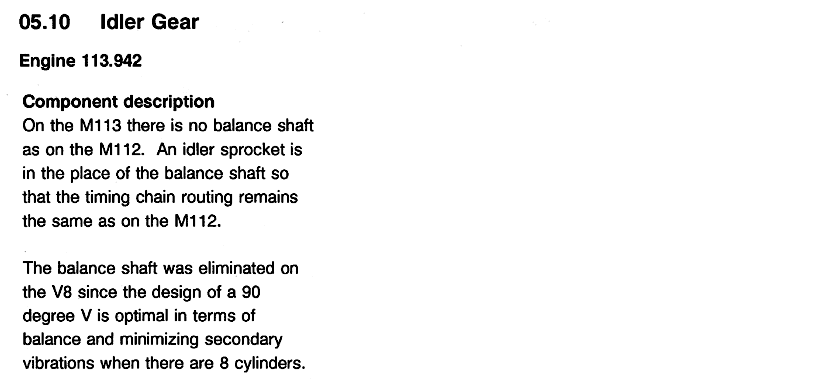 05.10 Idler Gear
Engine 113.942
Component description
On the M113 there is no balance shaft
as on the M112. An idler sprocket is
in the place of the balance shaft so
that the timing chain routing remains
the same as on the M112.
The balance shaft was eliminated on
the V8 since the design of a 90
degree V is optimal in terms of
balance and minimizing secondary
vibrations when there are 8 cylinders.